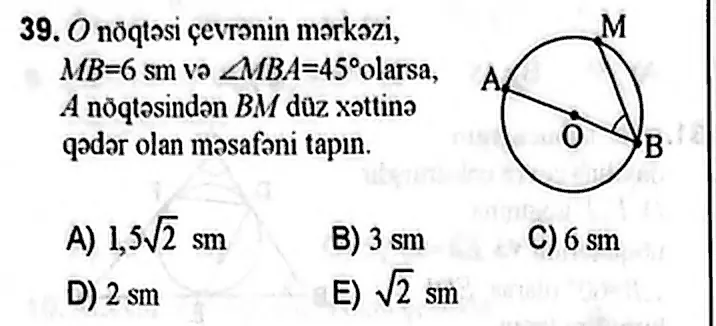 39. O nöqtəsi çevrənin mərkəzi,
MB=6 sm və ∠MBA=45°olarsa,
A nöqtəsindən BM düz xəttinə
qədər olan məsafəni tapın.
M
A
O
B
A) 1,5√2 sm B) 3 sm C) 6 sm
D) 2 sm E) √2 sm